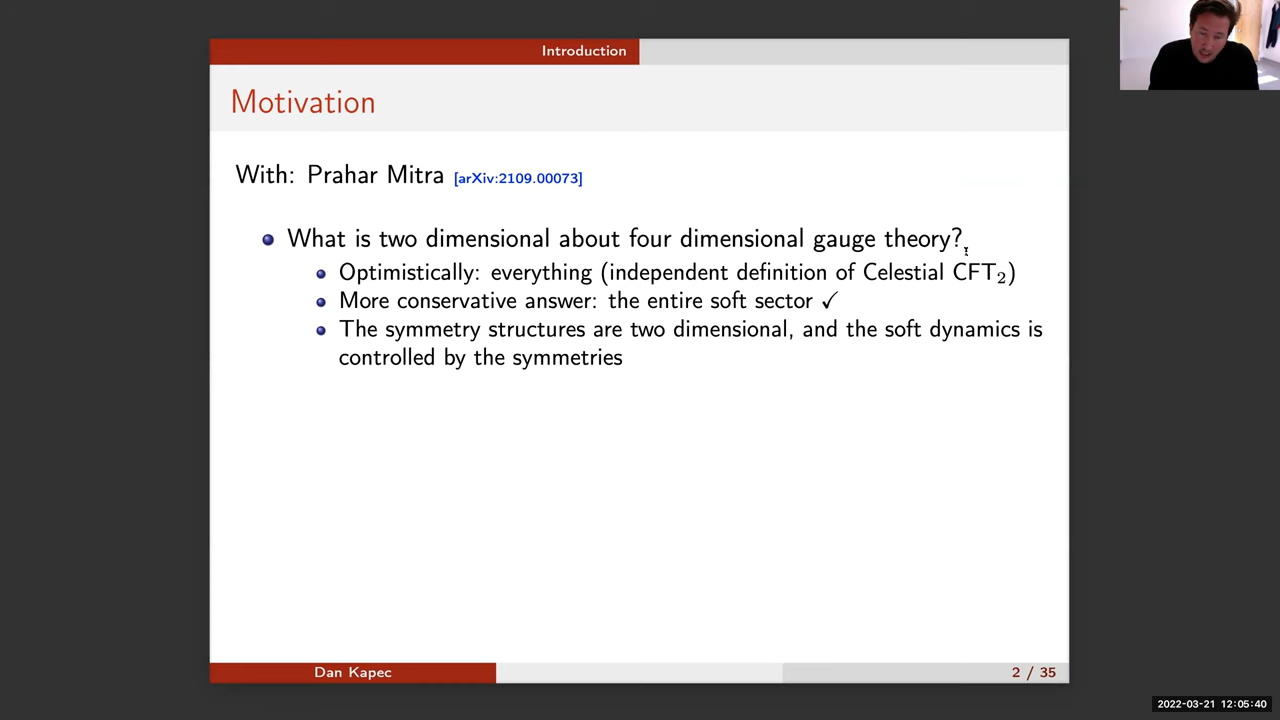 Introduction
Motivation
With: Prahar Mitra [arXiv:2109.00073]
What is two dimensional about four dimensional gauge theory?
Optimistically: everything (independent definition of Celestial CFT₂)
More conservative answer: the entire soft sector ✓
The symmetry structures are two dimensional, and the soft dynamics is
controlled by the symmetries
Dan Kapec
2 / 35
2022-03-21 12:05:40